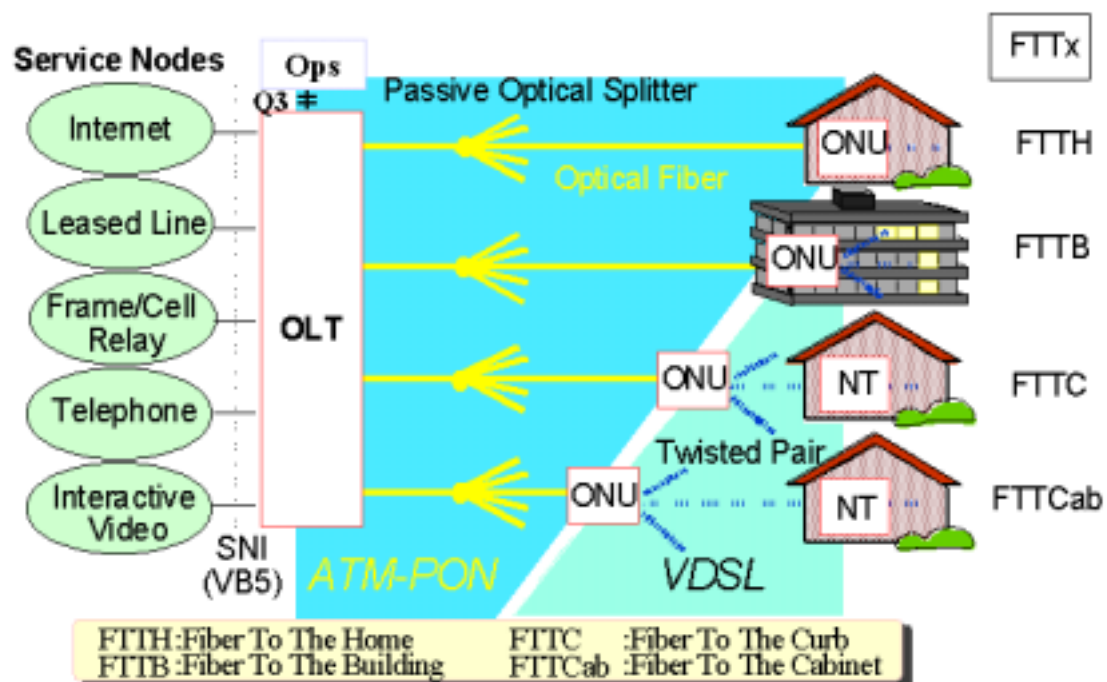 Service Nodes
Ops
FTTx
Q3
Passive Optical Splitter
Internet
ONU
FTTH
Optical Fiber
Leased Line
ONU
FTTB
Frame/Cell
Relay
OLT
ONU
NT
FTTC
Telephone
Twisted Pair
Interactive
Video
ONU
NT
FTTCab
SNI
(VB5)
ATM-PON
VDSL
FTTH :Fiber To The Home
FTTC :Fiber To The Curb
FTTB :Fiber To The Building
FTTCab :Fiber To The Cabinet